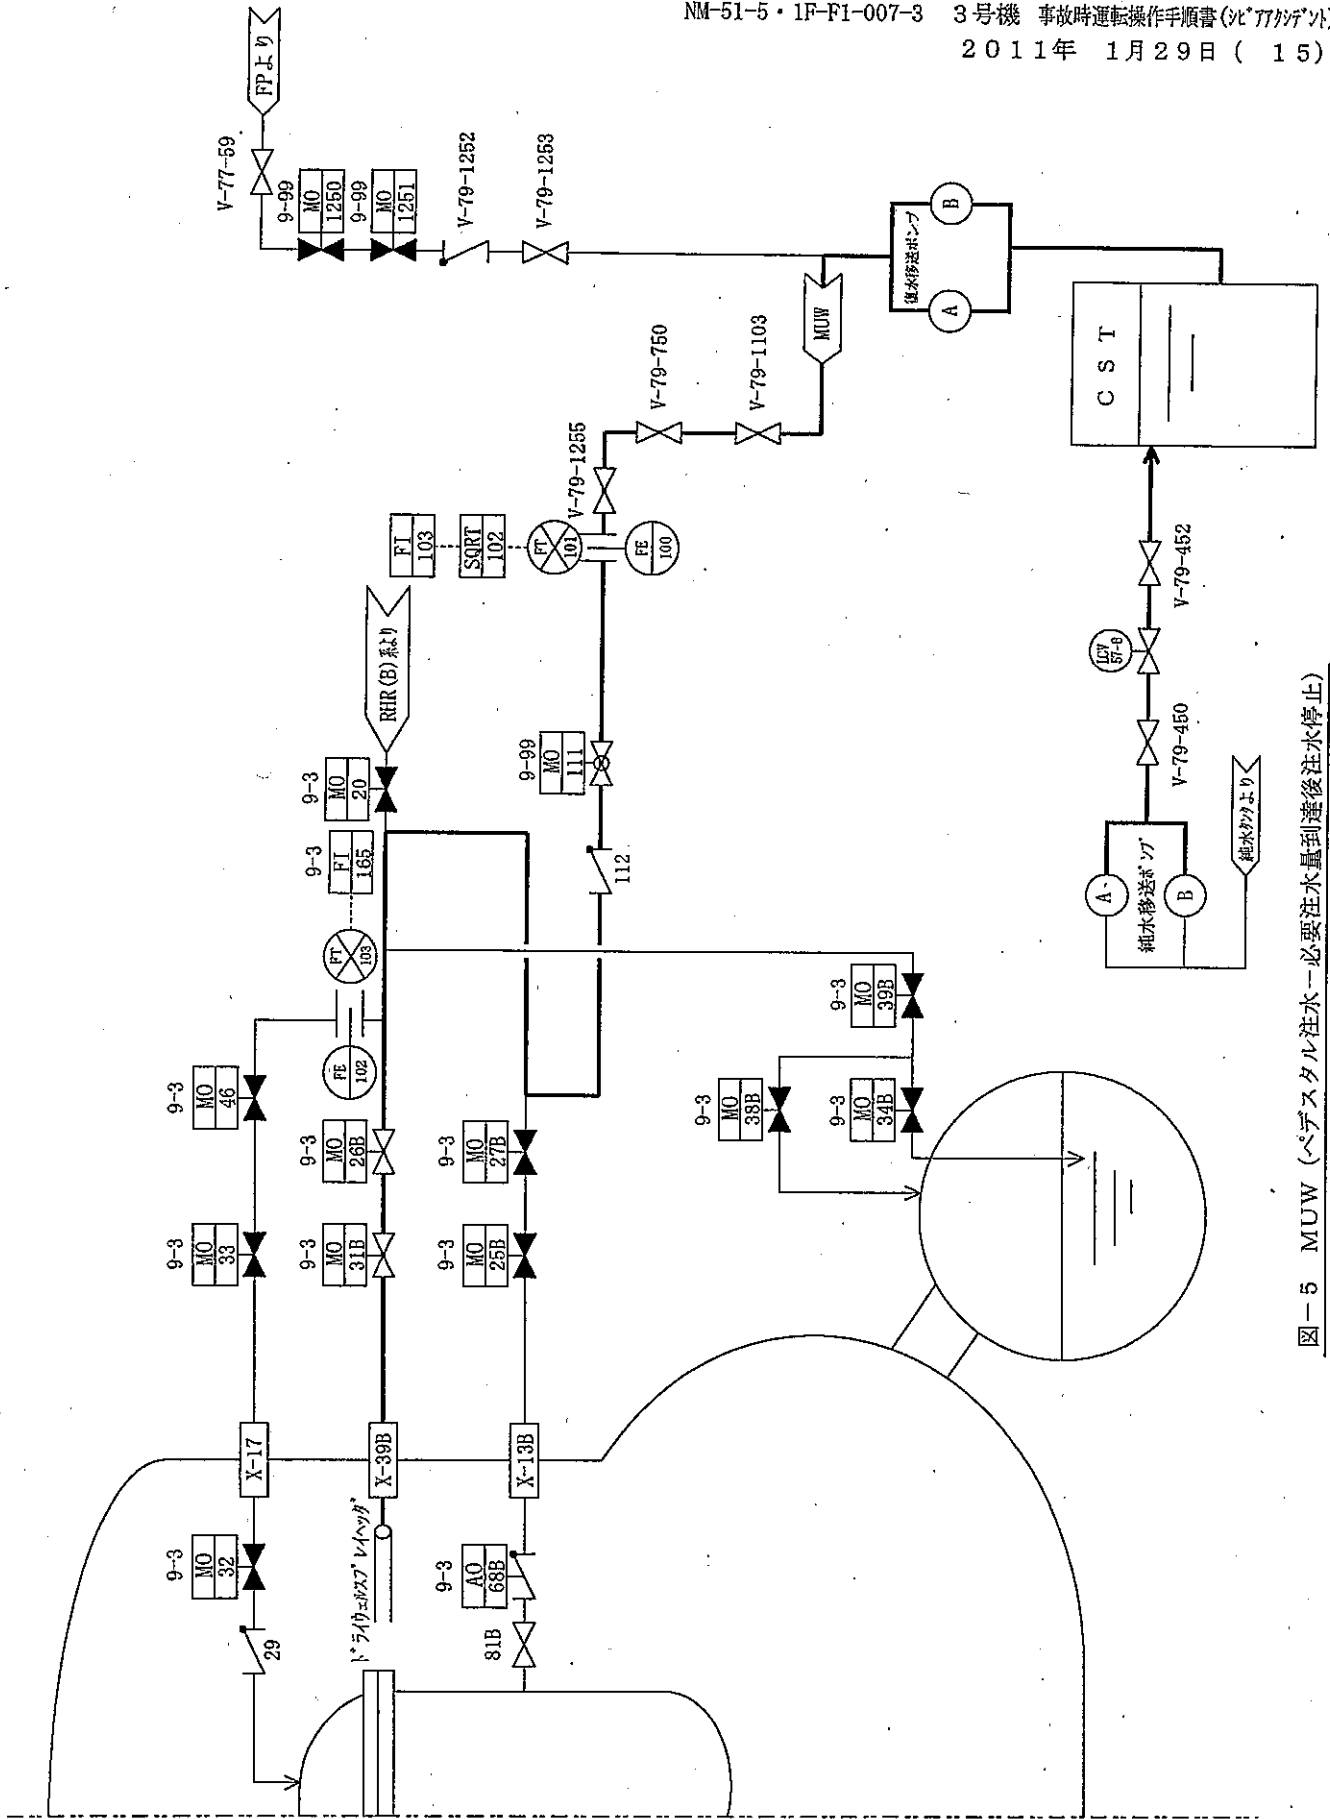 NM-51-5・1F-F1-007-3 3号機 事故時運転操作手順書(シビアアクシデント)
2011年 1月29日( 15)
FPより
V-77-59
9-99
MO
1250
9-99
MO
1251
V-79-1252
V-79-1253
復水移送ポンプ
A
B
MUW
CST
V-79-750
V-79-1103
V-79-1255
FI
103
SQRT
102
FT
101
FE
100
RHR(B)系より
9-3
MO
20
9-3
FI
165
FT
103
FE
102
9-99
MO
111
112
9-3
MO
46
9-3
MO
33
9-3
MO
26B
9-3
MO
31B
9-3
MO
27B
9-3
MO
25B
9-3
MO
39B
9-3
MO
38B
9-3
MO
34B
X-17
X-39B
X-13B
9-3
MO
32
29
ドライウェルスプレイヘッダ
9-3
AO
68B
81B
V-79-452
LCV
57-8
V-79-450
純水移送ポンプ
A
B
純水タンクより
図-5 MUW(ペデスタル注水-必要注水量到達後注水停止)